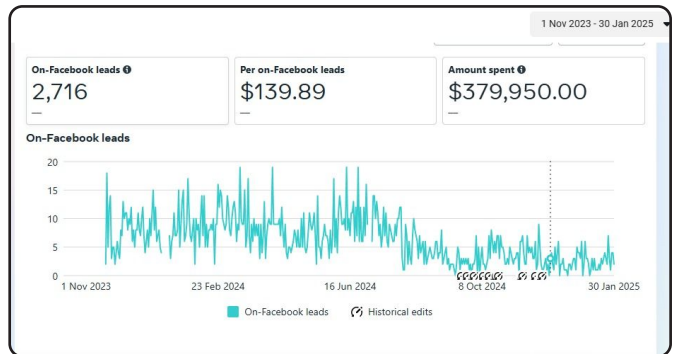 1 Nov 2023 - 30 Jan 2025
On-Facebook leads
Per on-Facebook leads
Amount spent
2,716
$139.89
$379,950.00
—
—
—
On-Facebook leads
20
15
10
5
0
1 Nov 2023
23 Feb 2024
16 Jun 2024
8 Oct 2024
30 Jan 2025
On-Facebook leads
Historical edits